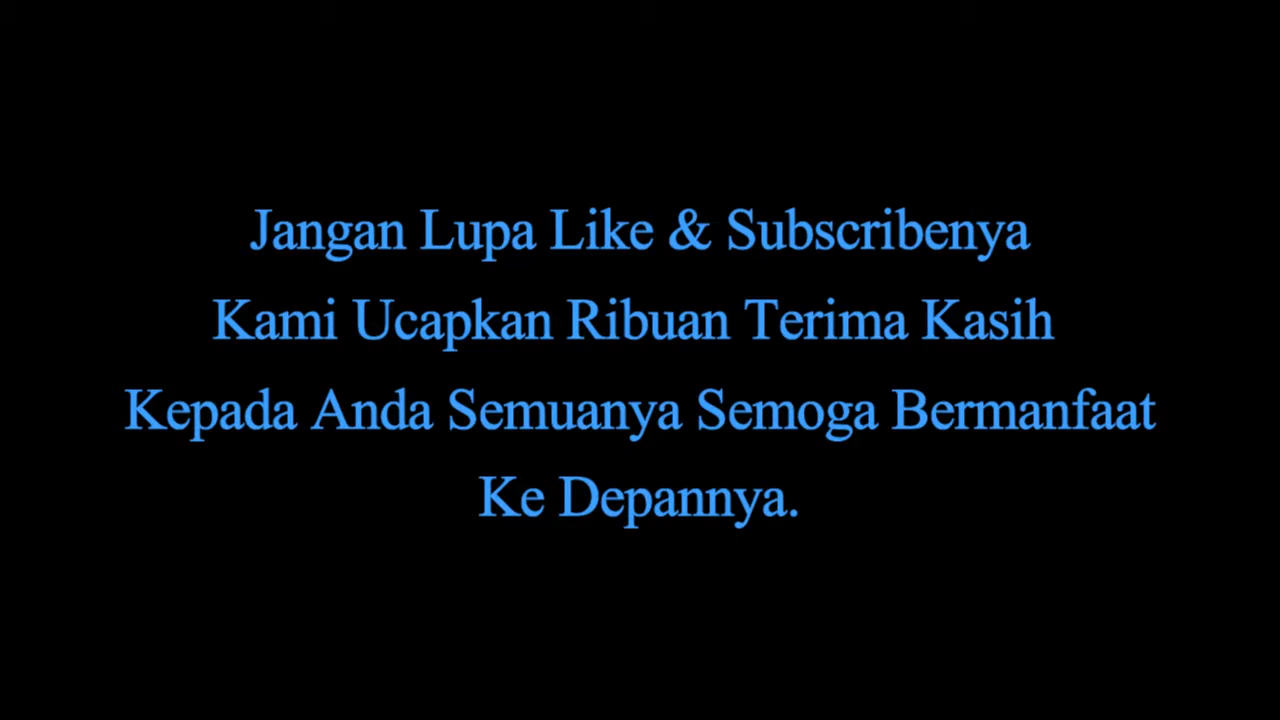 Jangan Lupa Like & Subscribenya
Kami Ucapkan Ribuan Terima Kasih
Kepada Anda Semuanya Semoga Bermanfaat
Ke Depannya.